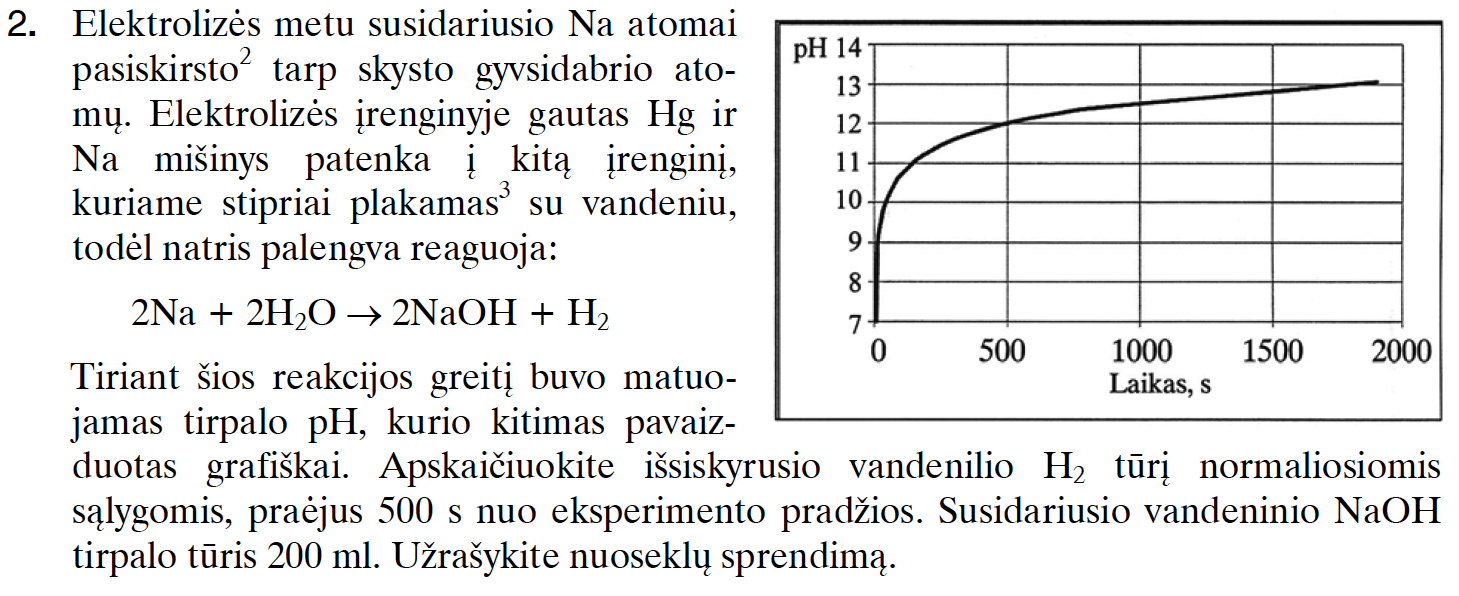 2. Elektrolizės metu susidariusio Na atomai
pasiskirsto² tarp skysto gyvsidabrio ato-
mų. Elektrolizės įrenginyje gautas Hg ir
Na mišinys patenka į kitą įrenginį,
kuriame stipriai plakamas³ su vandeniu,
todėl natris palengva reaguoja:
2Na + 2H₂O → 2NaOH + H₂
Tiriant šios reakcijos greitį buvo matuo-
jamas tirpalo pH, kurio kitimas pavaiz-
duotas grafiškai. Apskaičiuokite išsiskyrusio vandenilio H₂ tūrį normaliosiomis
sąlygomis, praėjus 500 s nuo eksperimento pradžios. Susidariusio vandeninio NaOH
tirpalo tūris 200 ml. Užrašykite nuoseklų sprendimą.
pH 14
13
12
11
10
9
8
7
0 500 1000 1500 2000
Laikas, s